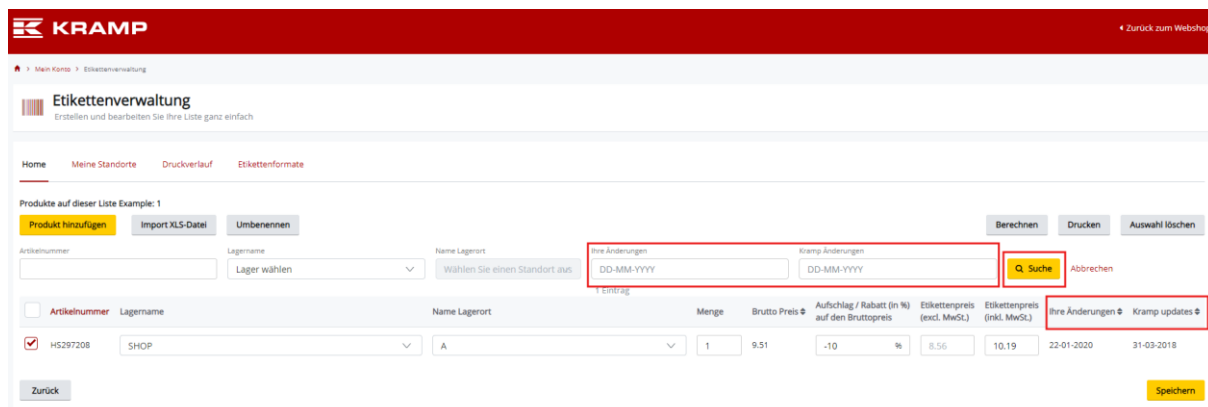 KRAMP
Zurück zum Webshop
Mein Konto > Etikettenverwaltung
Etikettenverwaltung
Erstellen und bearbeiten Sie Ihre Liste ganz einfach
Home Meine Standorte Druckverlauf Etikettenformate
Produkte auf dieser Liste Example: 1
Produkt hinzufügen Import XLS-Datei Umbenennen Berechnen Drucken Auswahl löschen
Artikelnummer Lagername Name Lagerort Ihre Änderungen Kramp Änderungen
Lager wählen Wählen Sie einen Standort aus DD-MM-YYYY DD-MM-YYYY Suche Abbrechen
1 Eintrag
Artikelnummer Lagername Name Lagerort Menge Brutto Preis Aufschlag / Rabatt (in %) auf den Bruttopreis Etikettenpreis (excl. MwSt.) Etikettenpreis (inkl. MwSt.) Ihre Änderungen Kramp updates
HS297208 SHOP A 1 9.51 -10 % 8.56 10.19 22-01-2020 31-03-2018
Zurück Speichern